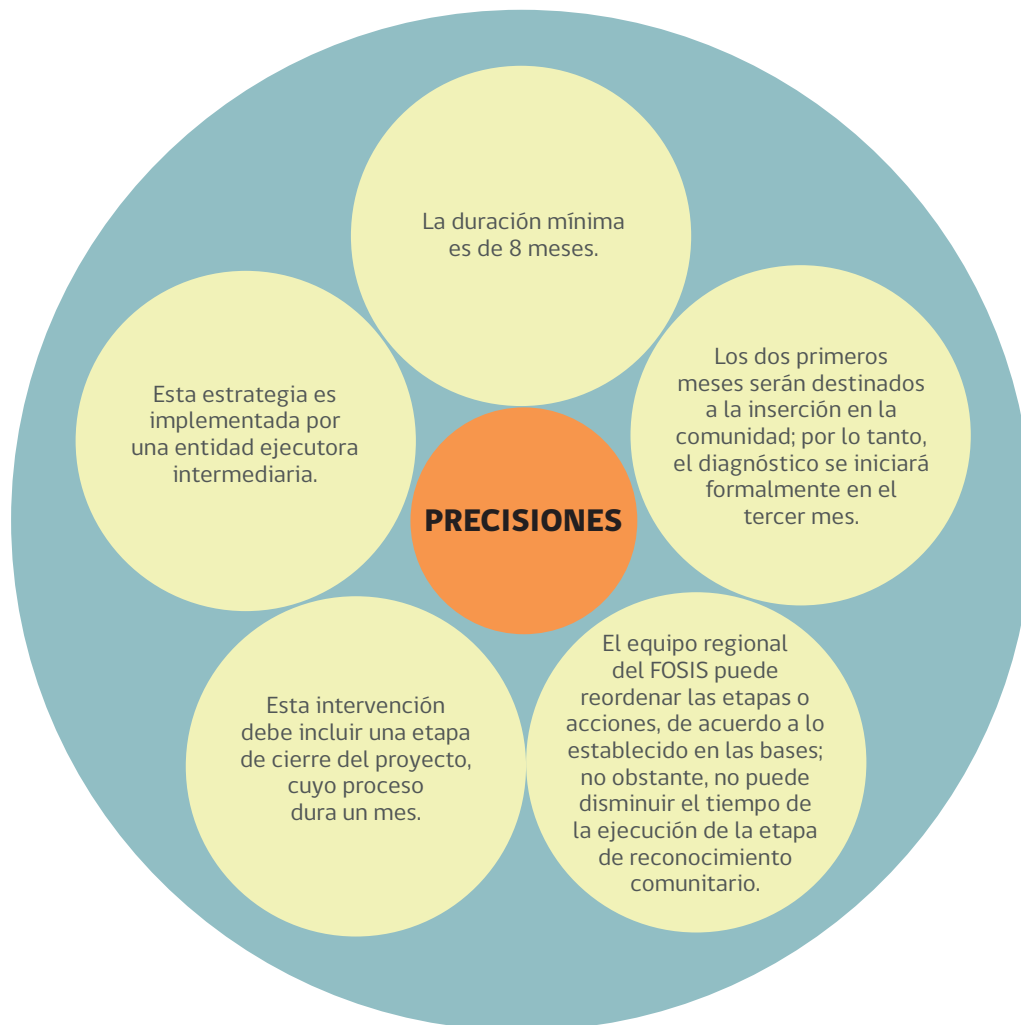 La duración mínima
es de 8 meses.
Los dos primeros
meses serán destinados
a la inserción en la
comunidad; por lo tanto,
el diagnóstico se iniciará
formalmente en el
tercer mes.
Esta estrategia es
implementada por
una entidad ejecutora
intermediaria.
PRECISIONES
El equipo regional
del FOSIS puede
reordenar las etapas o
acciones, de acuerdo a lo
establecido en las bases;
no obstante, no puede
disminuir el tiempo de
la ejecución de la etapa
de reconocimiento
comunitario.
Esta intervención
debe incluir una etapa
de cierre del proyecto,
cuyo proceso
dura un mes.